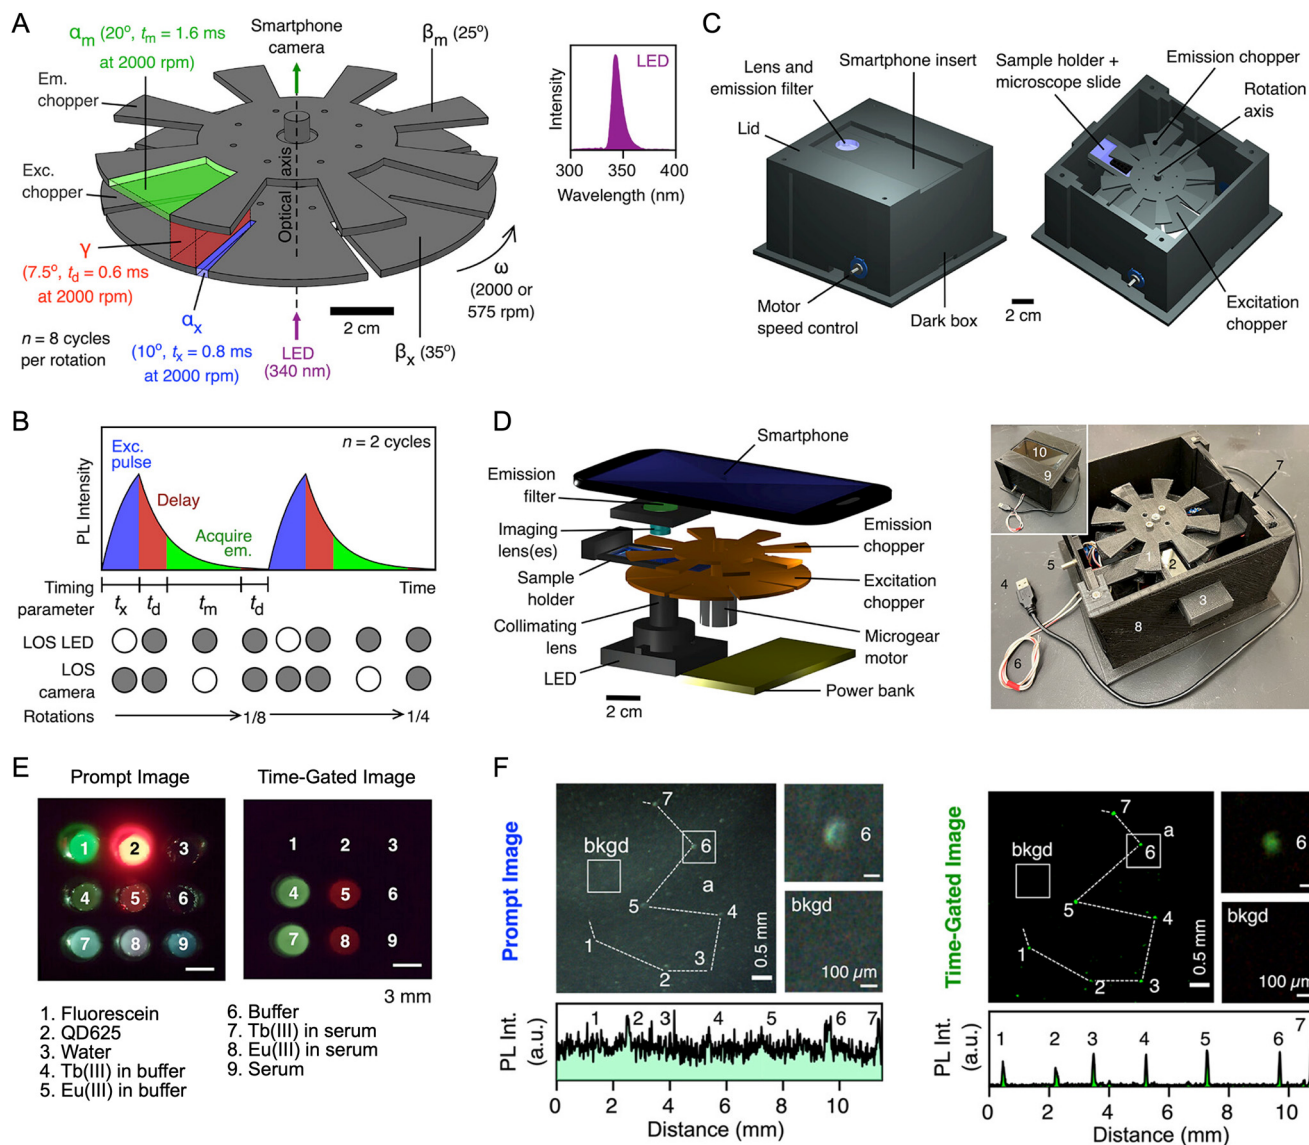 A
αm (20°, tm = 1.6 ms
at 2000 rpm)
Smartphone
camera
βm (25°)
Em.
chopper
Exc.
chopper
Optical axis
γ
(7.5°, td = 0.6 ms
at 2000 rpm)
αx
(10°, tx = 0.8 ms
at 2000 rpm)
n = 8 cycles
per rotation
LED
(340 nm)
2 cm
βx (35°)
ω
(2000 or
575 rpm)
LED
Intensity
300 350 400
Wavelength (nm)
C
Lens and
emission filter
Smartphone insert
Lid
Motor
speed control
Dark box
Sample holder +
microscope slide
Emission chopper
Rotation
axis
2 cm
Excitation
chopper
B
n = 2 cycles
PL Intensity
Exc.
pulse
Delay
Acquire
em.
Time
Timing
parameter
tx td tm td
LOS LED
LOS
camera
Rotations 1/8 1/4
D
Smartphone
Emission
filter
Imaging
lens(es)
Sample
holder
Collimating
lens
LED
Emission
chopper
Excitation
chopper
Microgear
motor
Power bank
2 cm
10
9
7
1
2
5
4
3
8
6
E
Prompt Image
Time-Gated Image
1 2 3
4 5 6
7 8 9
1 2 3
4 5 6
7 8 9
3 mm
1. Fluorescein
2. QD625
3. Water
4. Tb(III) in buffer
5. Eu(III) in buffer
6. Buffer
7. Tb(III) in serum
8. Eu(III) in serum
9. Serum
F
Prompt Image
7
bkgd
6
a
5
4
1
3
2
0.5 mm
6
bkgd
100 µm
PL Int.
(a.u.)
1 2 3 4 5 6 7
0 2 4 6 8 10
Distance (mm)
Time-Gated Image
7
a
bkgd
6
5
4
1
2
3
0.5 mm
6
bkgd
100 µm
PL Int.
(a.u.)
1 2 3 4 5 6 7
0 2 4 6 8 10
Distance (mm)